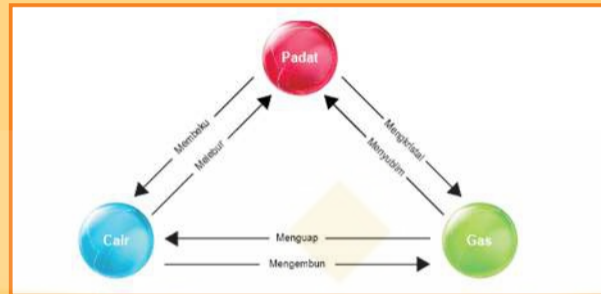 Padat
Membeku
Melebur
Mengkristal
Menyublim
Cair
Menguap
Mengembun
Gas